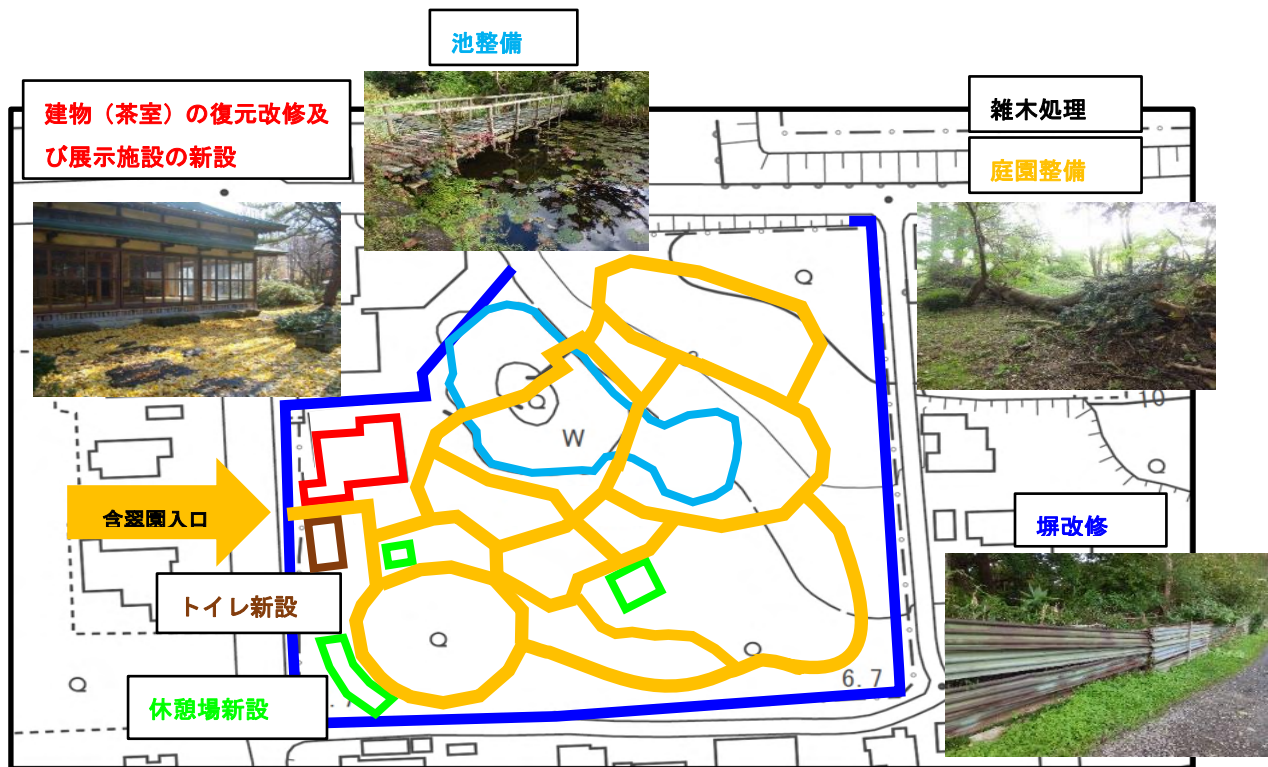 池整備
建物（茶室）の復元改修及
び展示施設の新設
雑木処理
庭園整備
10
W
含翠園入口
塀改修
トイレ新設
6.7
休憩場新設